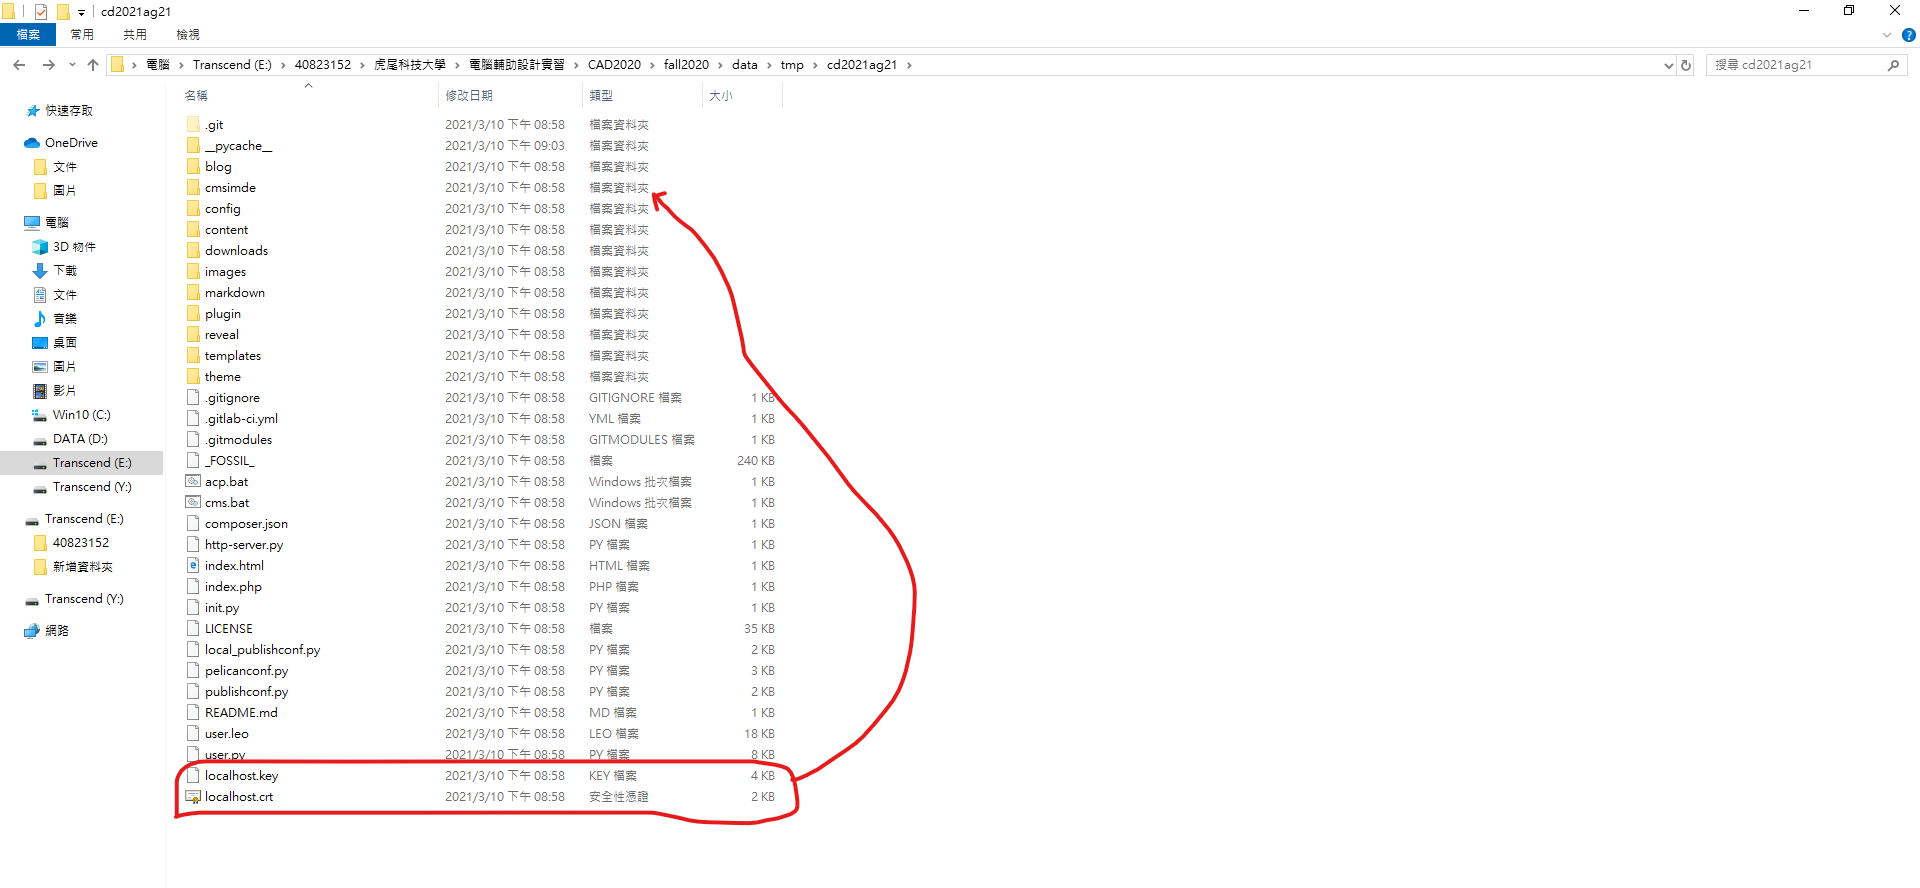 cd2021ag21
檔案 常用 共用 檢視
電腦 Transcend (E:) 40823152 虎尾科技大學 電腦輔助設計實習 CAD2020 fall2020 data tmp cd2021ag21 搜尋 cd2021ag21
名稱 修改日期 類型 大小
快速存取
OneDrive
文件
圖片
電腦
3D 物件
下載
文件
音樂
桌面
圖片
影片
Win10 (C:)
DATA (D:)
Transcend (E:)
Transcend (Y:)
Transcend (E:)
40823152
新增資料夾
Transcend (Y:)
網路
.git 2021/3/10 下午 08:58 檔案資料夾
__pycache__ 2021/3/10 下午 09:03 檔案資料夾
blog 2021/3/10 下午 08:58 檔案資料夾
cmsimde 2021/3/10 下午 08:58 檔案資料夾
config 2021/3/10 下午 08:58 檔案資料夾
content 2021/3/10 下午 08:58 檔案資料夾
downloads 2021/3/10 下午 08:58 檔案資料夾
images 2021/3/10 下午 08:58 檔案資料夾
markdown 2021/3/10 下午 08:58 檔案資料夾
plugin 2021/3/10 下午 08:58 檔案資料夾
reveal 2021/3/10 下午 08:58 檔案資料夾
templates 2021/3/10 下午 08:58 檔案資料夾
theme 2021/3/10 下午 08:58 檔案資料夾
.gitignore 2021/3/10 下午 08:58 GITIGNORE 檔案 1 KB
.gitlab-ci.yml 2021/3/10 下午 08:58 YML 檔案 1 KB
.gitmodules 2021/3/10 下午 08:58 GITMODULES 檔案 1 KB
_FOSSIL_ 2021/3/10 下午 08:58 檔案 240 KB
acp.bat 2021/3/10 下午 08:58 Windows 批次檔案 1 KB
cms.bat 2021/3/10 下午 08:58 Windows 批次檔案 1 KB
composer.json 2021/3/10 下午 08:58 JSON 檔案 1 KB
http-server.py 2021/3/10 下午 08:58 PY 檔案 1 KB
index.html 2021/3/10 下午 08:58 HTML 檔案 1 KB
index.php 2021/3/10 下午 08:58 PHP 檔案 1 KB
init.py 2021/3/10 下午 08:58 PY 檔案 1 KB
LICENSE 2021/3/10 下午 08:58 檔案 35 KB
local_publishconf.py 2021/3/10 下午 08:58 PY 檔案 2 KB
pelicanconf.py 2021/3/10 下午 08:58 PY 檔案 3 KB
publishconf.py 2021/3/10 下午 08:58 PY 檔案 2 KB
README.md 2021/3/10 下午 08:58 MD 檔案 1 KB
user.leo 2021/3/10 下午 08:58 LEO 檔案 18 KB
user.py 2021/3/10 下午 08:58 PY 檔案 8 KB
localhost.key 2021/3/10 下午 08:58 KEY 檔案 4 KB
localhost.crt 2021/3/10 下午 08:58 安全性憑證 2 KB